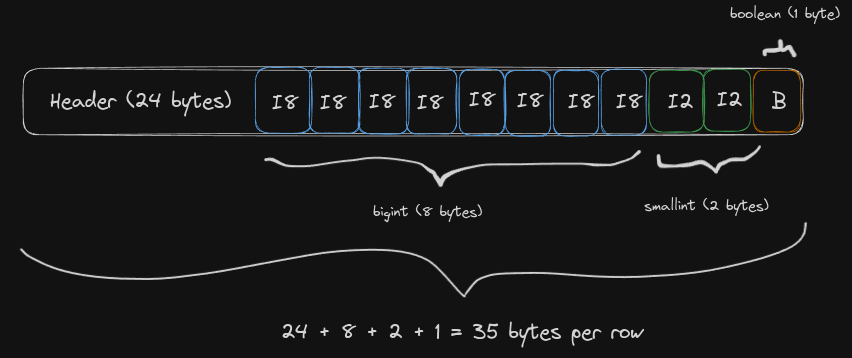 boolean (1 byte)
Header (24 bytes) I8 I8 I8 I8 I8 I8 I8 I8 I2 I2 B
bigint (8 bytes)
smallint (2 bytes)
24 + 8 + 2 + 1 = 35 bytes per row